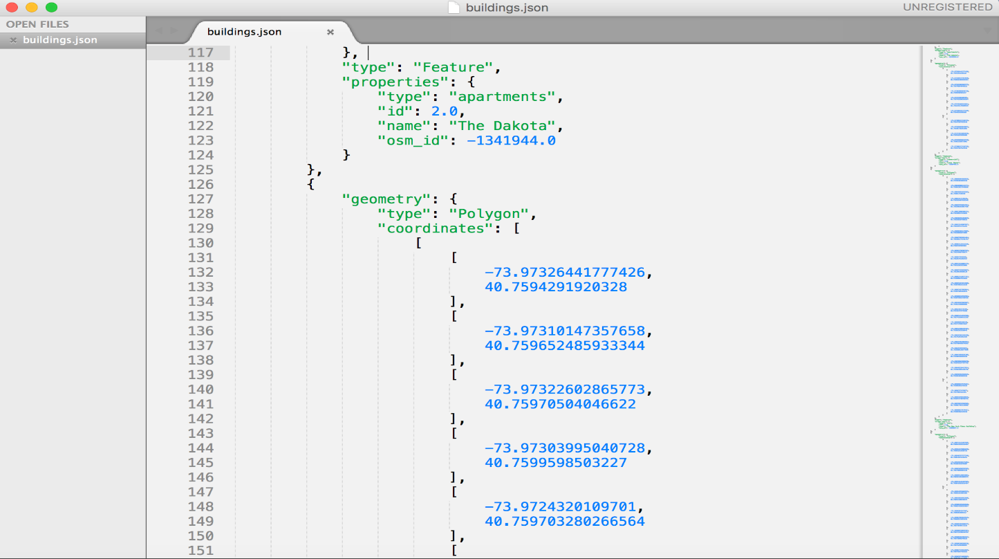 buildings.json
UNREGISTERED
OPEN FILES
buildings.json
buildings.json
117 },
118 "type": "Feature",
119 "properties": {
120 "type": "apartments",
121 "id": 2.0,
122 "name": "The Dakota",
123 "osm_id": -1341944.0
124 }
125 },
126 {
127 "geometry": {
128 "type": "Polygon",
129 "coordinates": [
130 [
131 [
132 -73.97326441777426,
133 40.7594291920328
134 ],
135 [
136 -73.97310147357658,
137 40.759652485933344
138 ],
139 [
140 -73.97322602865773,
141 40.75970504046622
142 ],
143 [
144 -73.97303995040728,
145 40.7599598503227
146 ],
147 [
148 -73.9724320109701,
149 40.759703280266564
150 ],
151 [